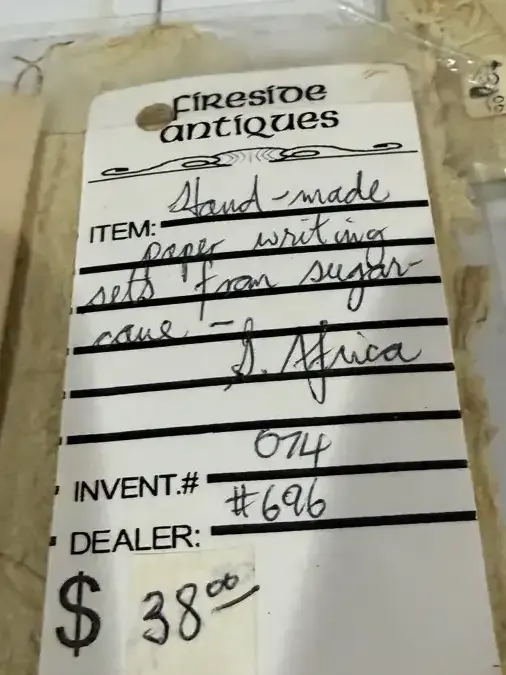 Fireside
Antiques
ITEM: Hand-made
paper writing
sets from sugar-
cane -
S. Africa
INVENT.# 074
DEALER: #696
$ 38.00